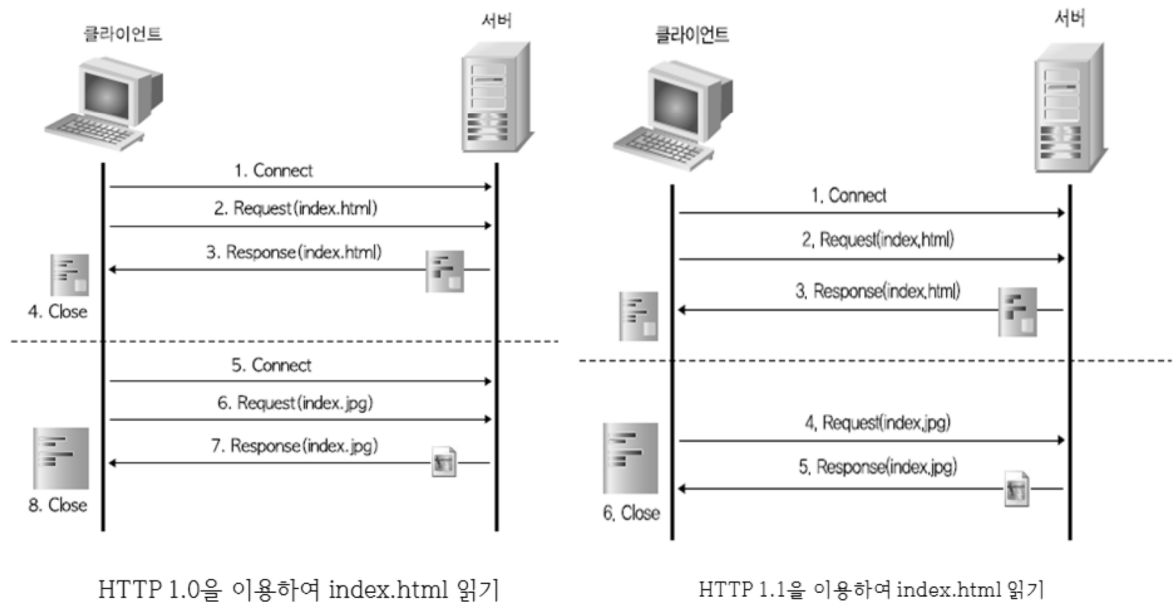 클라이언트
서버
1. Connect
2. Request(index.html)
3. Response(index.html)
4. Close
5. Connect
6. Request(index.jpg)
7. Response(index.jpg)
8. Close
HTTP 1.0을 이용하여 index.html 읽기
클라이언트
서버
1, Connect
2, Request(index,html)
3, Response(index,html)
4, Request(index,jpg)
5, Response(index,jpg)
6, Close
HTTP 1.1을 이용하여 index.html 읽기